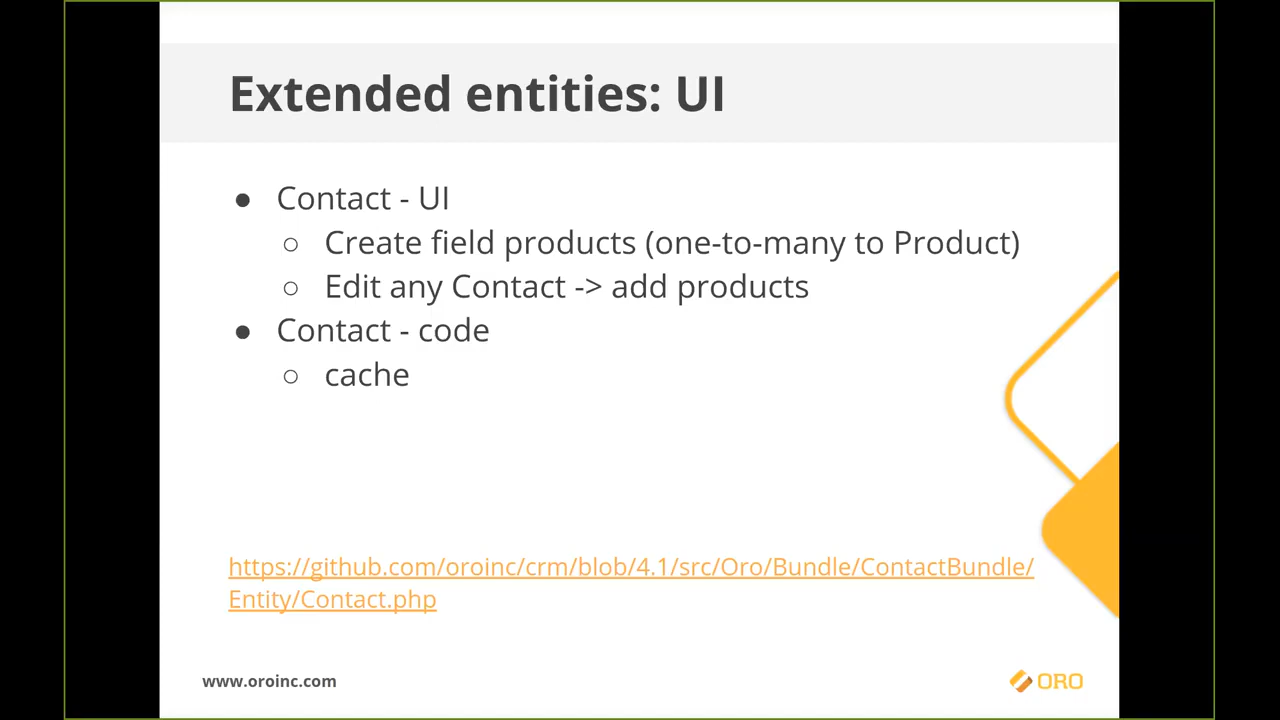 Extended entities: UI
● Contact - UI
○ Create field products (one-to-many to Product)
○ Edit any Contact -> add products
● Contact - code
○ cache
https://github.com/oroinc/crm/blob/4.1/src/Oro/Bundle/ContactBundle/
Entity/Contact.php
www.oroinc.com
ORO